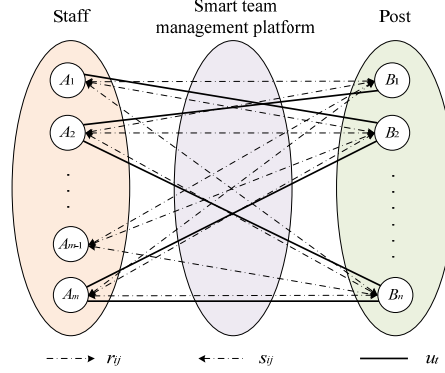 Staff
Smart team
management platform
Post
A1
B1
A2
B2
Am-1
Am
Bn
rij
sij
ut